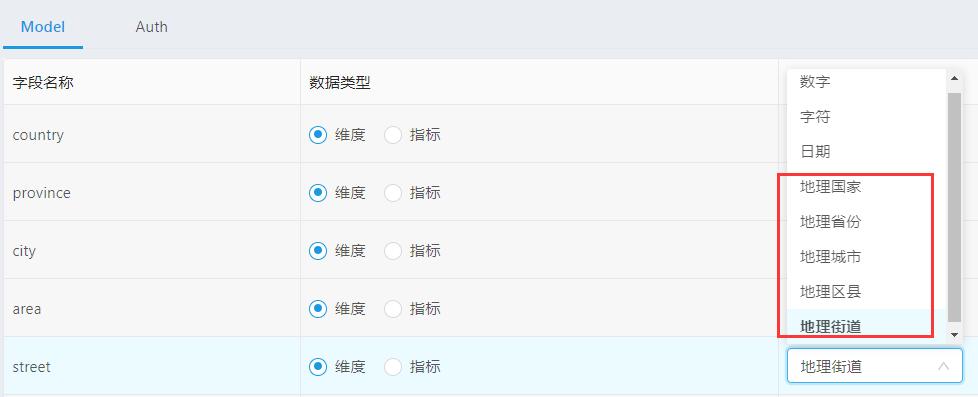 Model Auth
字段名称 数据类型
数字
字符
country 维度 指标
日期
地理国家
province 维度 指标
地理省份
city 维度 指标
地理城市
地理区县
area 维度 指标
地理街道
street 维度 指标 地理街道